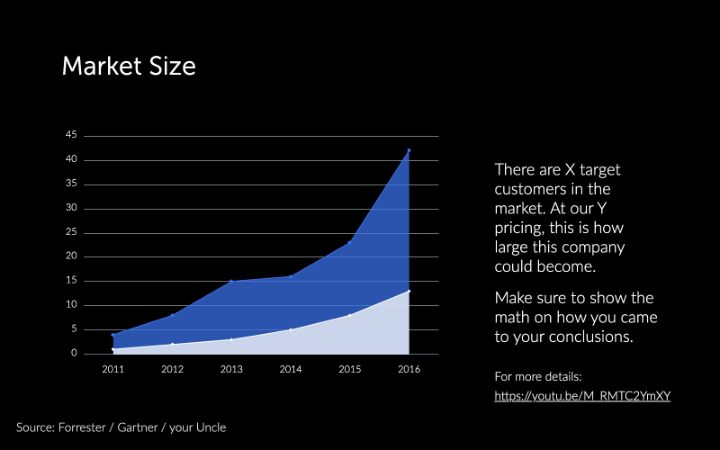 Market Size
45
40
35
30
25
20
15
10
5
0
2011 2012 2013 2014 2015 2016
There are X target
customers in the
market. At our Y
pricing, this is how
large this company
could become.
Make sure to show the
math on how you came
to your conclusions.
For more details:
https://youtu.be/M_RMTC2YmXY
Source: Forrester / Gartner / your Uncle